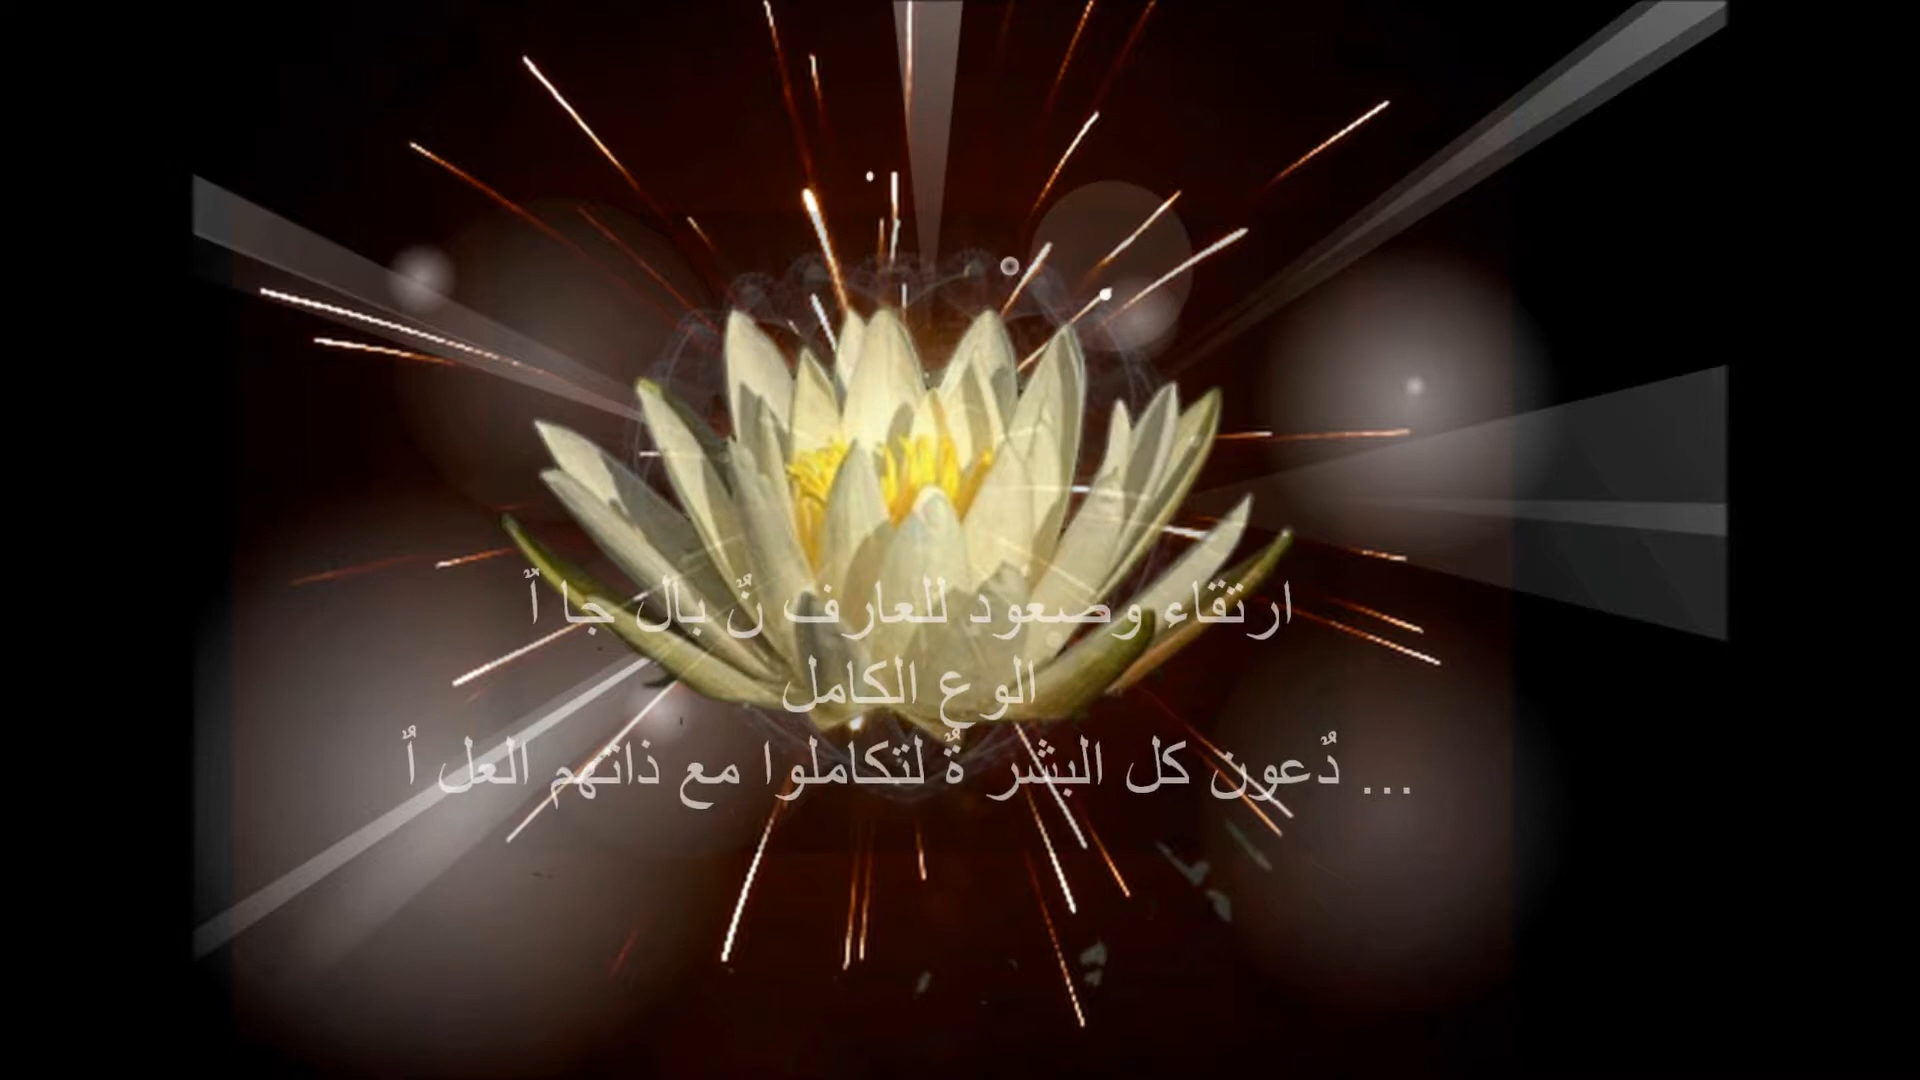 ارتقاء وصعود للعارف نٌ بال جا اٌ
الوع الكامل
... دٌعون كل البشر ةٌ لتكاملوا مع ذاتهم العل اٌ